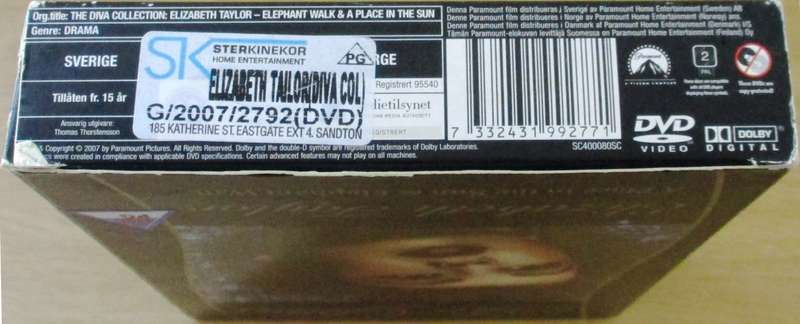 Org.title: THE DIVA COLLECTION: ELIZABETH TAYLOR – ELEPHANT WALK & A PLACE IN THE SUN
Genre: DRAMA
SVERIGE
Tillåten fr. 15 år
Ansvarig utgivare:
Thomas Thorstensson
SK STERKINEKOR
HOME ENTERTAINMENT
PG
ELIZABETH TAILOR(DIVA COL)
G/2007/2792(DVD)
185 KATHERINE ST. EASTGATE EXT 4. SANDTON
RGE
Registrert 95540
dietilsynet
MEDIA AUTHORITY
REGISTRERT
Denna Paramount film distribueras i Sverige av Paramount Home Entertainment (Sweden) AB
Denne Paramount film distribueres i Norge av Paramount Home Entertainment (Norway) ans.
Denne Paramount film distribueres i Danmark af Paramount Home Entertainment (Denmark) I/S
Tämän Paramount-elokuvan levittäjä Suomessa on Paramount Home Entertainment (Finland) Oy
7 332431 992771
Paramount
2
PAL
DVD
VIDEO
DOLBY
DIGITAL
SC400080SC
Copyright © 2007 by Paramount Pictures. All Rights Reserved. Dolby and the double-D symbol are registered trademarks of Dolby Laboratories.
were created in compliance with applicable DVD specifications. Certain advanced features may not play on all machines.